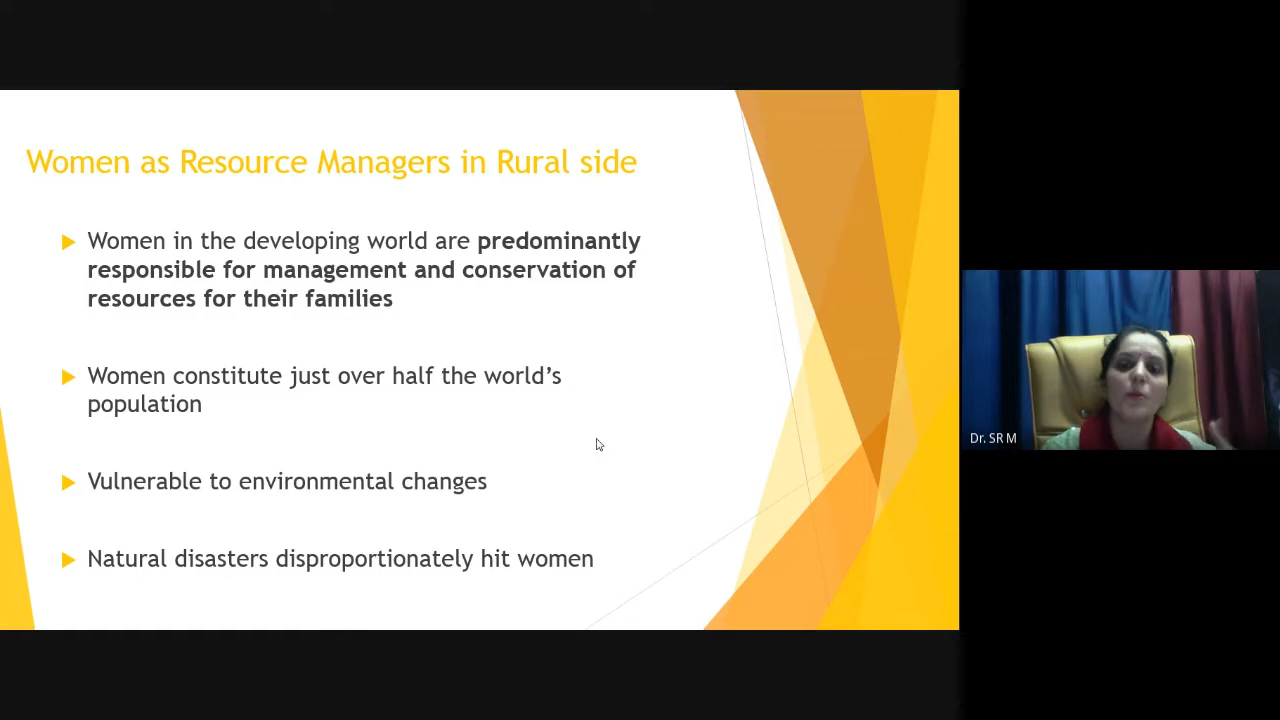 Women as Resource Managers in Rural side
Women in the developing world are predominantly
responsible for management and conservation of
resources for their families
Women constitute just over half the world's
population
Vulnerable to environmental changes
Natural disasters disproportionately hit women
Dr. SR M